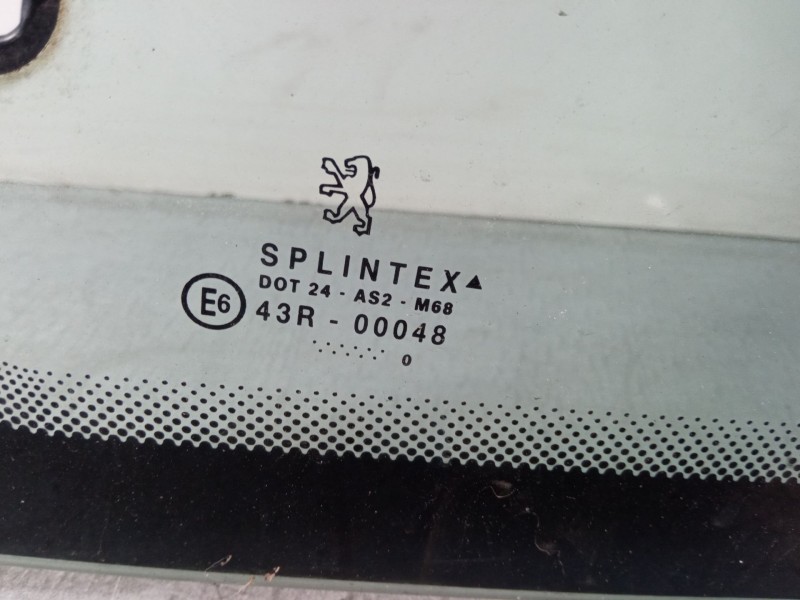 SPLINTEX▲
DOT 24 - AS2 - M68
E6
43R - 00048
....... 0